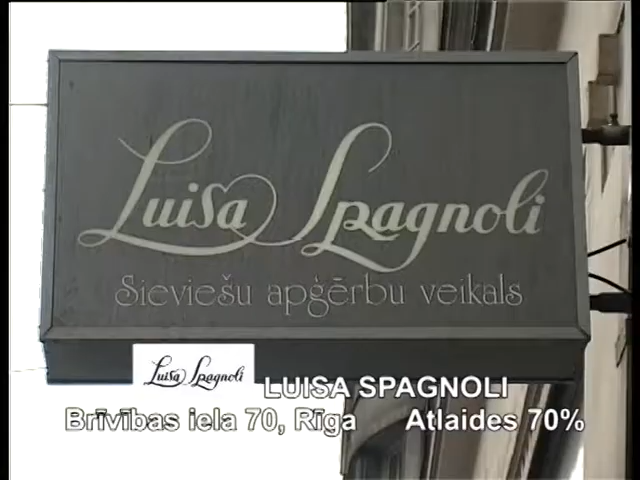 Luisa Spagnoli
Sieviešu apģērbu veikals
Luisa Spagnoli LUISA SPAGNOLI
Brīvības iela 70, Rīga Atlaides 70%